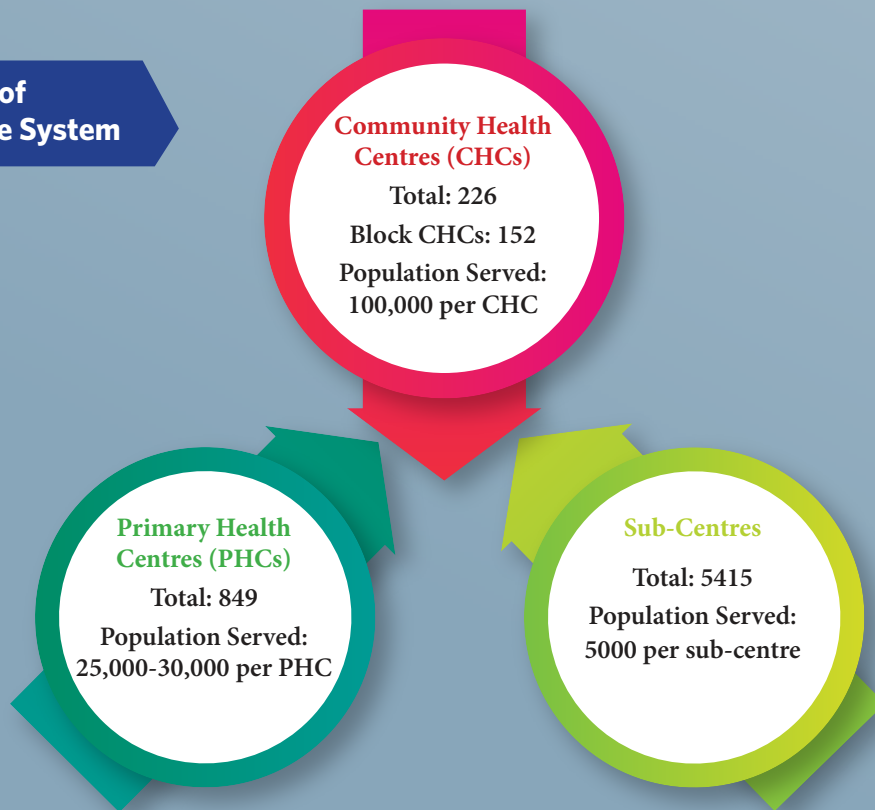 of
e System
Community Health
Centres (CHCs)
Total: 226
Block CHCs: 152
Population Served:
100,000 per CHC
Primary Health
Centres (PHCs)
Total: 849
Population Served:
25,000-30,000 per PHC
Sub-Centres
Total: 5415
Population Served:
5000 per sub-centre